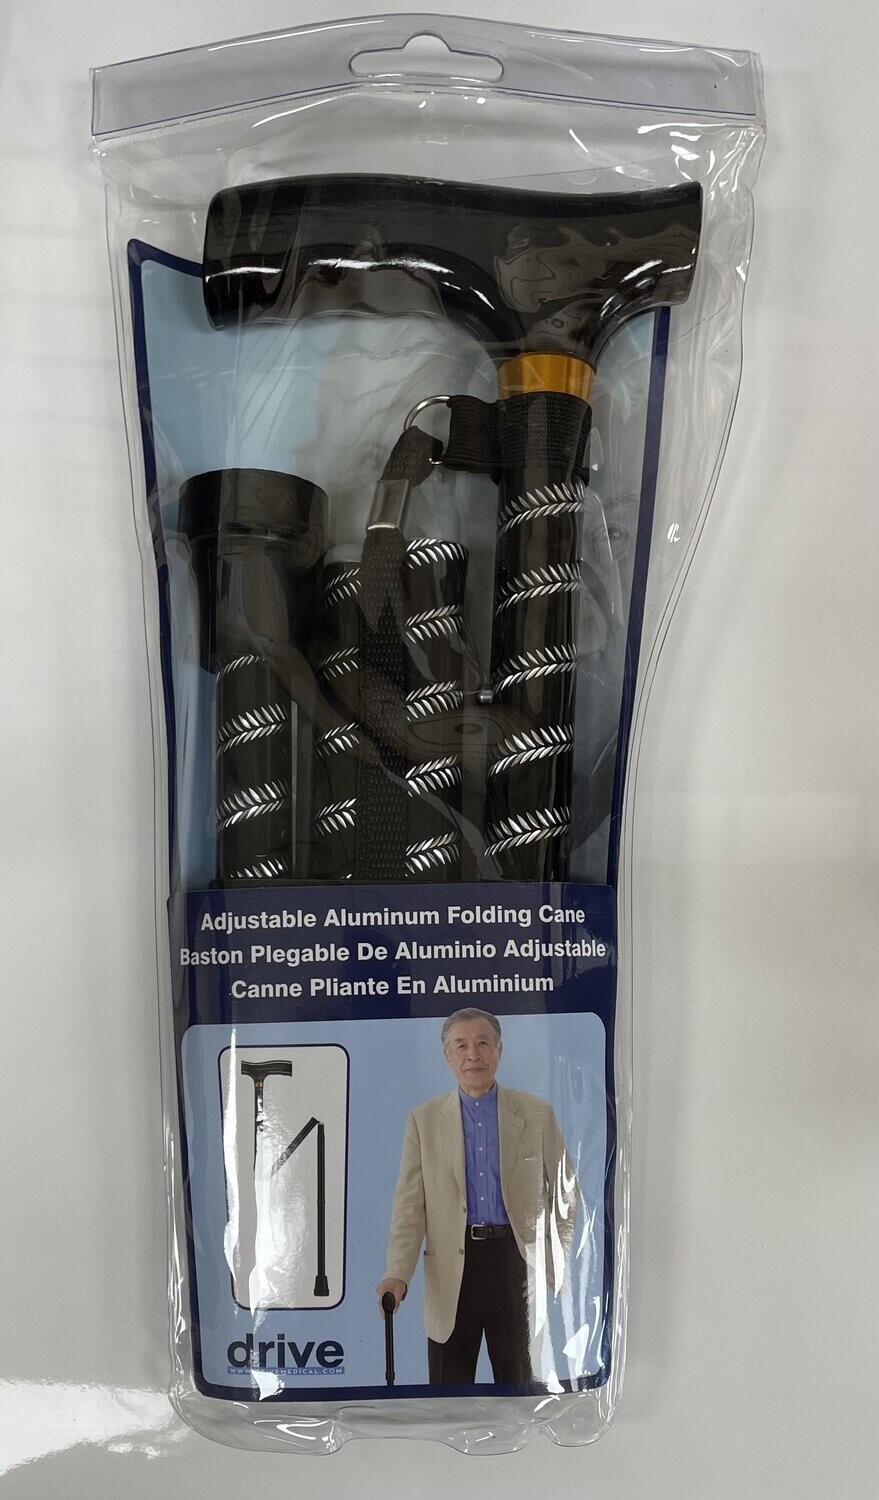 Adjustable Aluminum Folding Cane
Baston Plegable De Aluminio Adjustable
Canne Pliante En Aluminium
drive